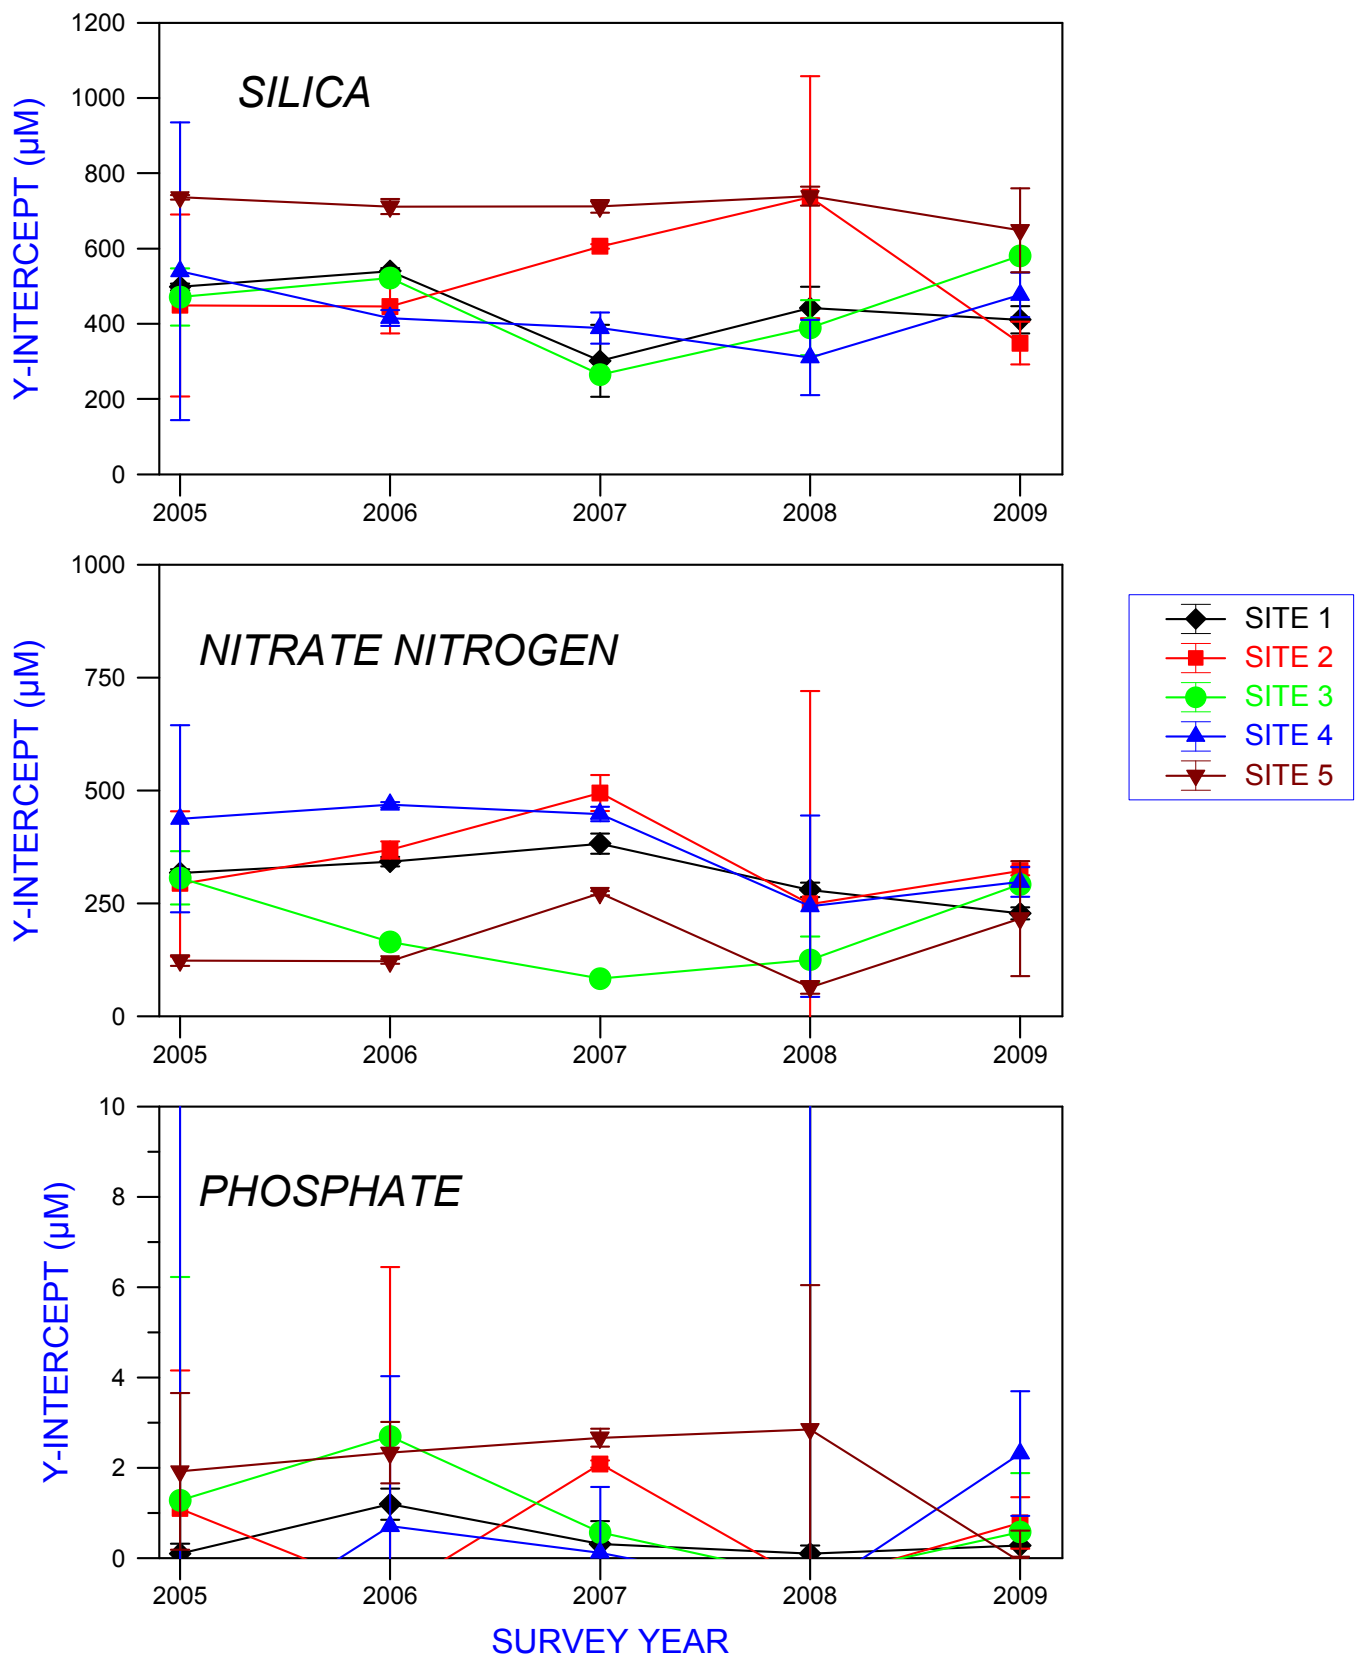 1200
1000
800
600
400
200
0
Y-INTERCEPT (µM)
SILICA
2005 2006 2007 2008 2009
1000
750
500
250
0
Y-INTERCEPT (µM)
NITRATE NITROGEN
2005 2006 2007 2008 2009
SITE 1
SITE 2
SITE 3
SITE 4
SITE 5
10
8
6
4
2
0
Y-INTERCEPT (µM)
PHOSPHATE
2005 2006 2007 2008 2009
SURVEY YEAR